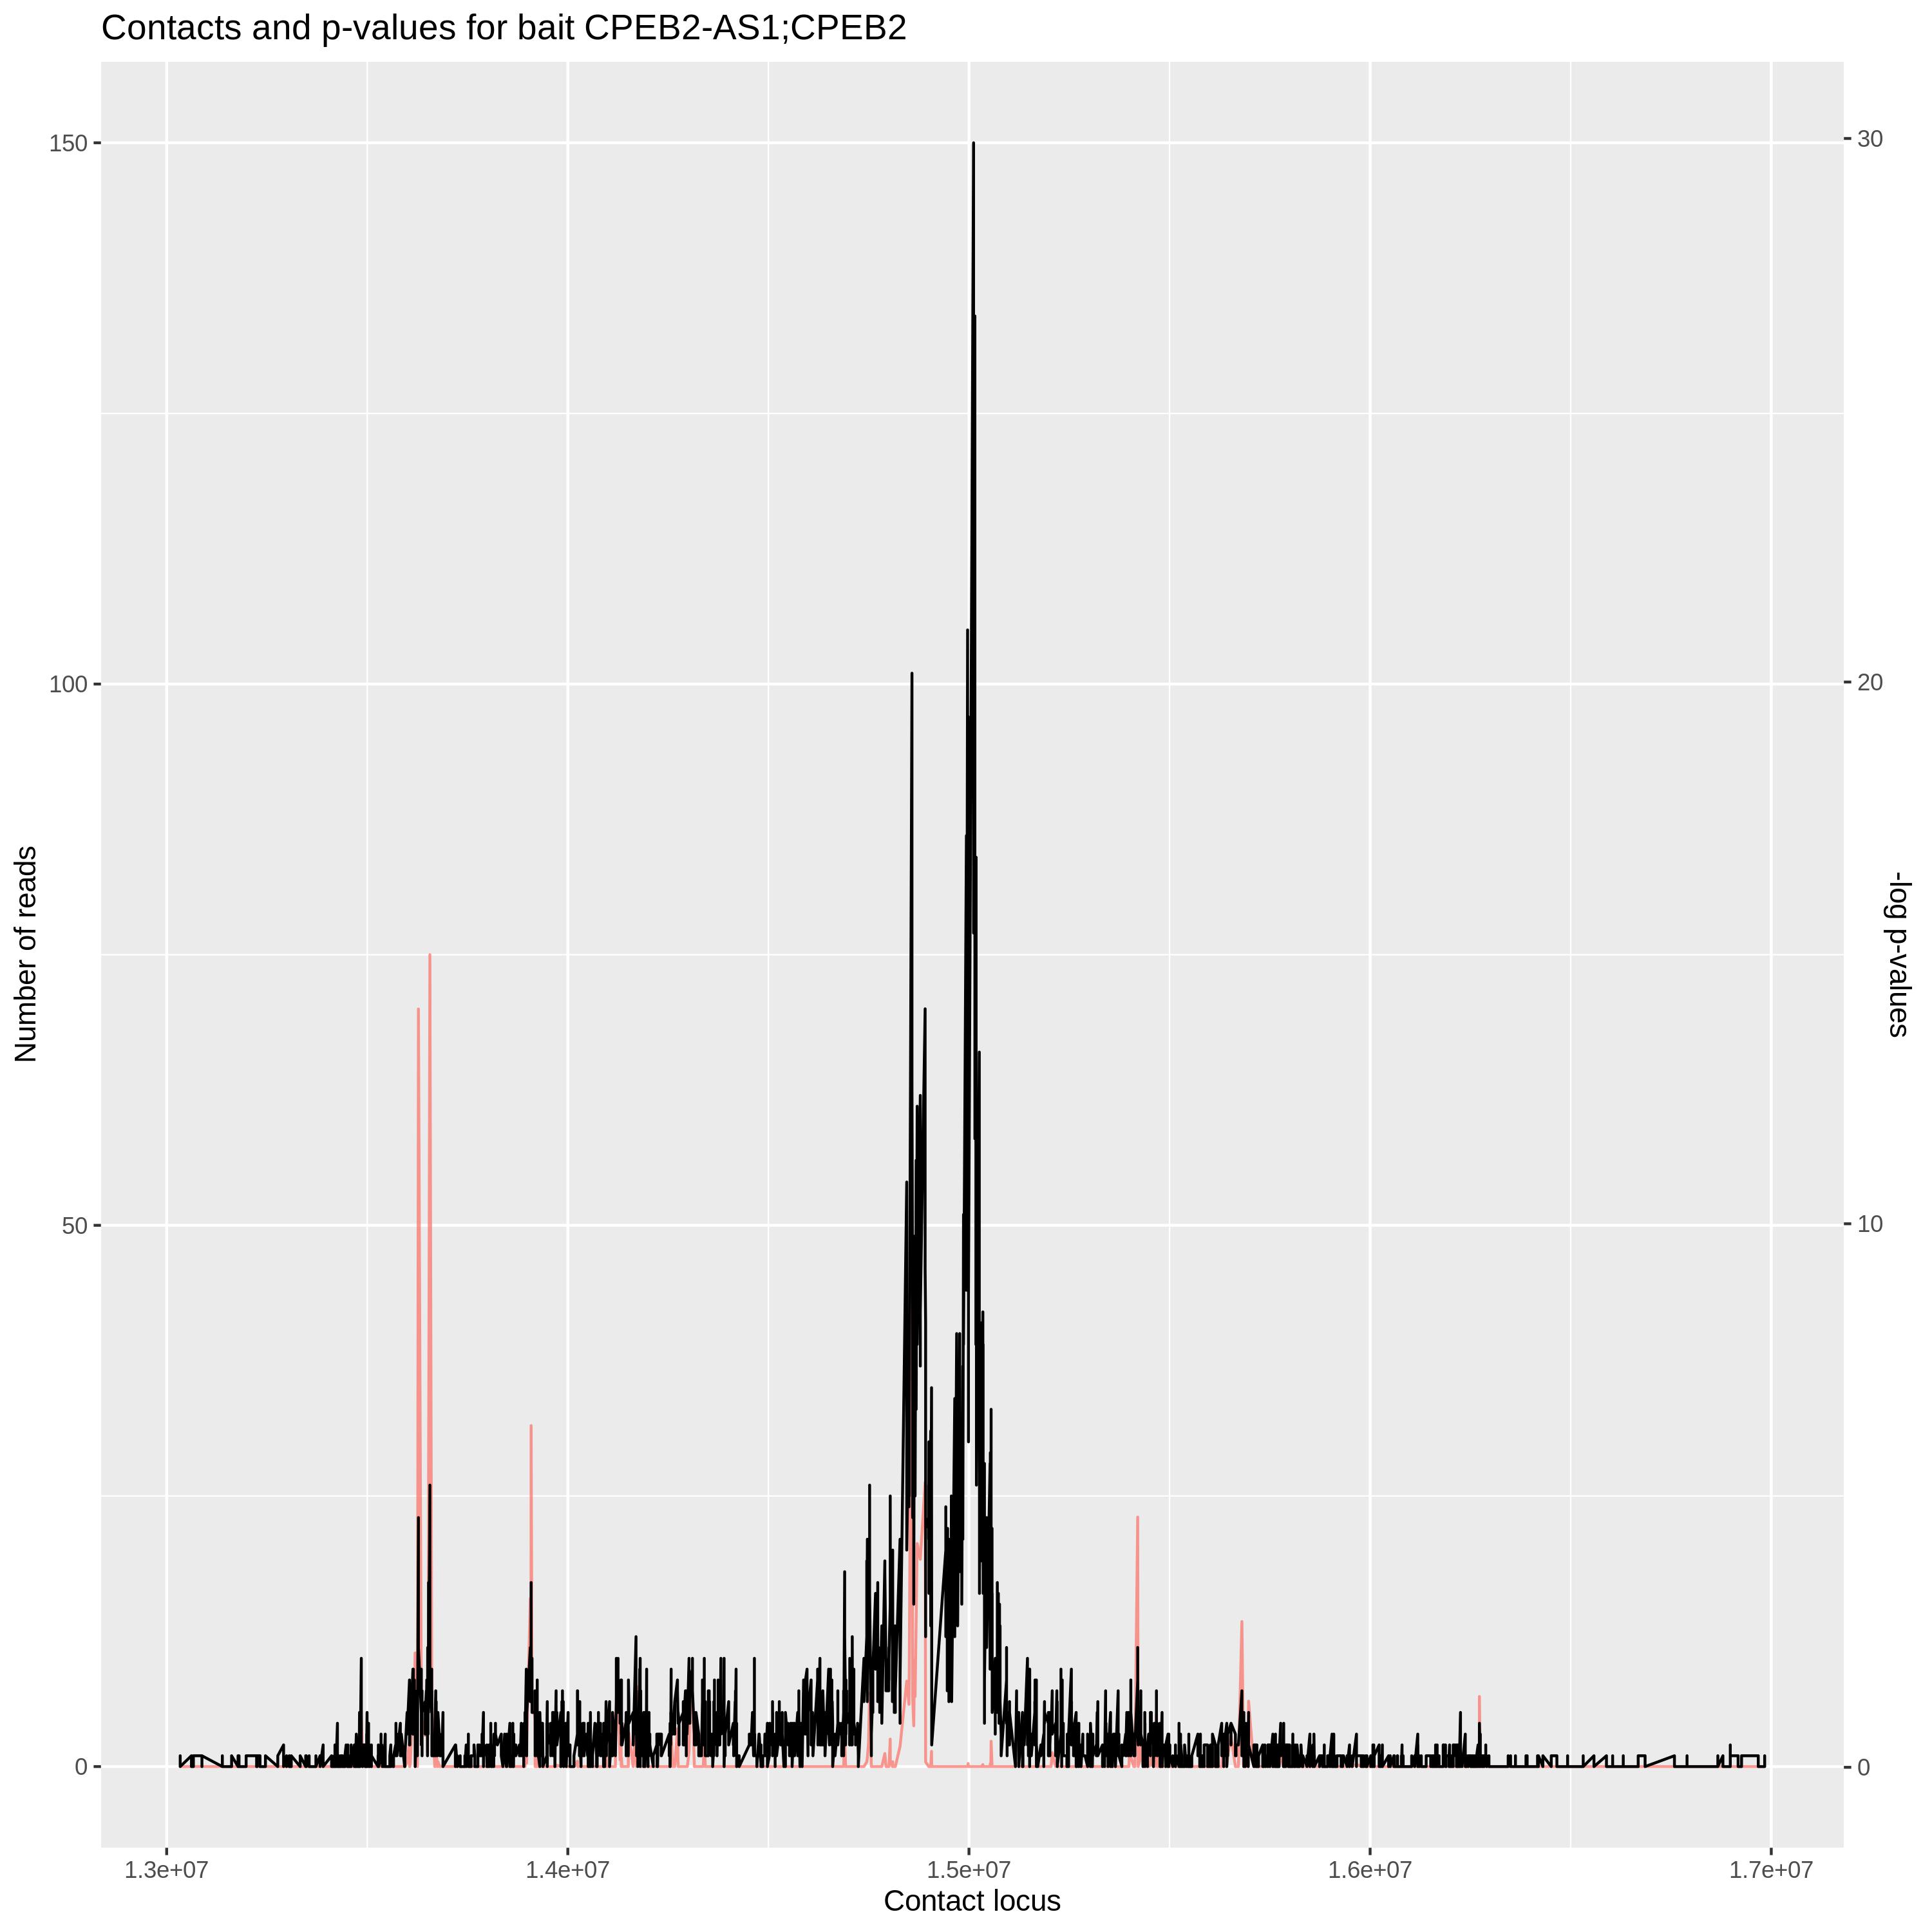 Contacts and p-values for bait CPEB2-AS1;CPEB2
150
100
50
0
Number of reads
30
20
10
0
-log p-values
1.3e+07
1.4e+07
1.5e+07
1.6e+07
1.7e+07
Contact locus